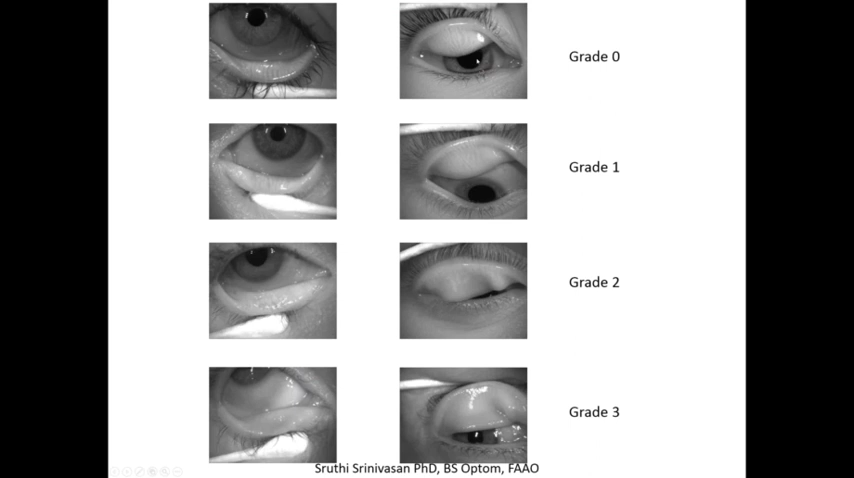 Grade 0
Grade 1
Grade 2
Grade 3
Sruthi Srinivasan PhD, BS Optom, FAAO